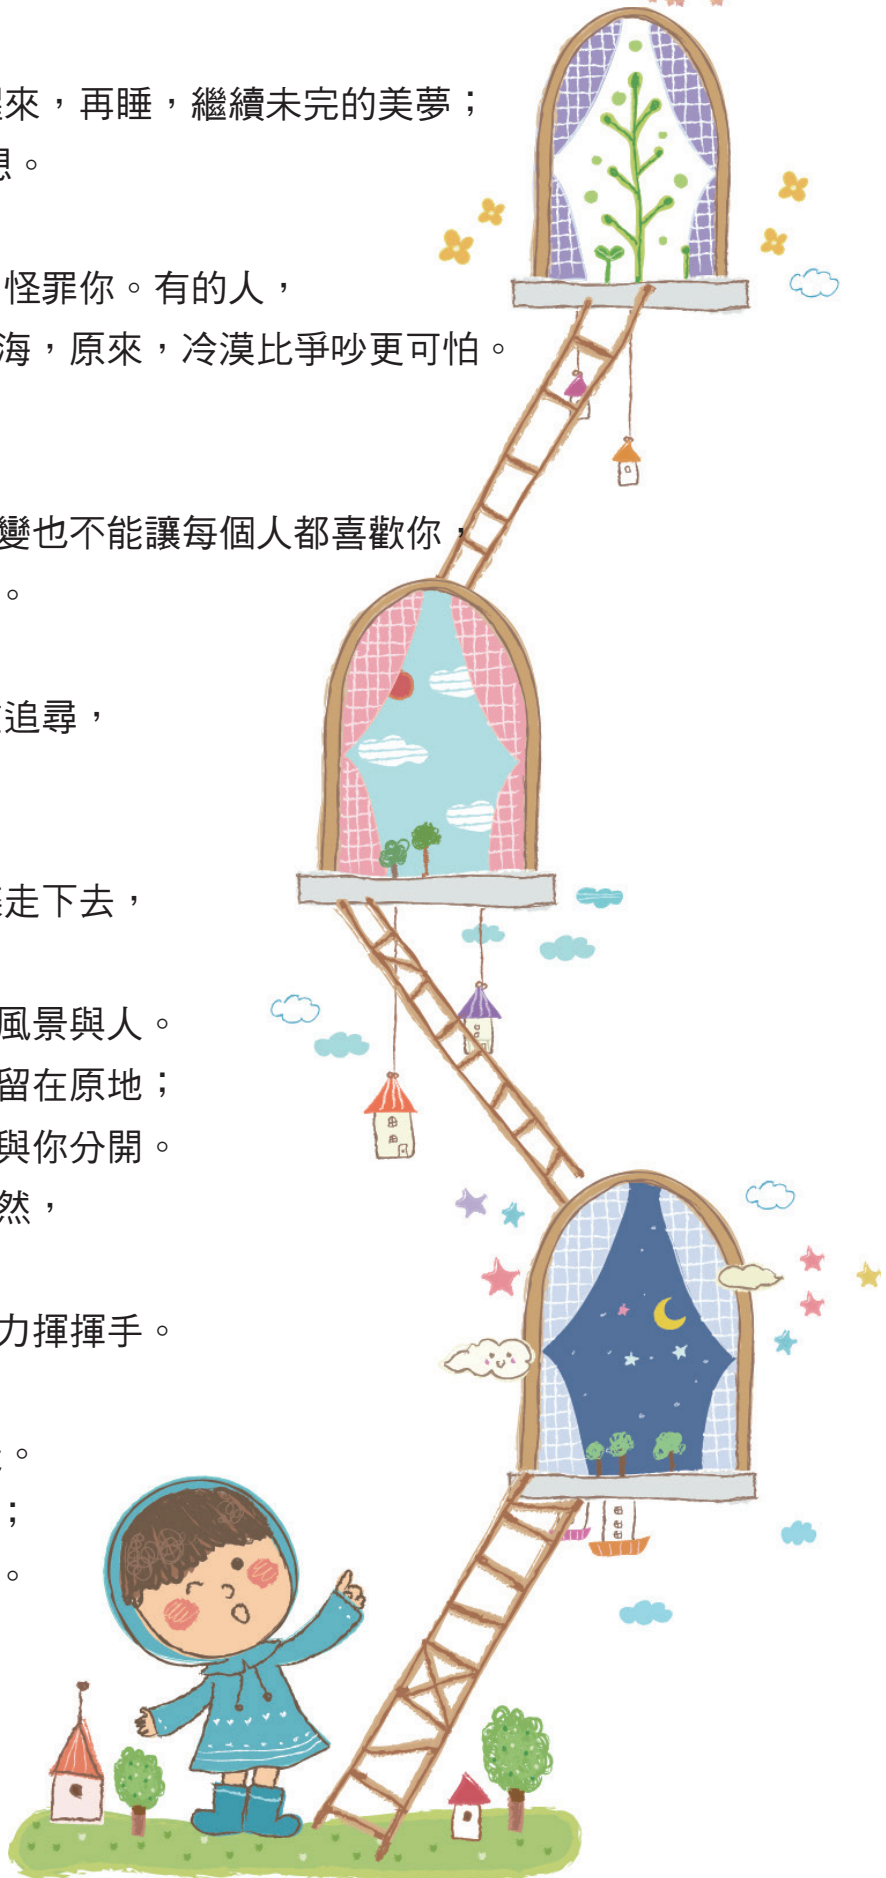 來，再睡，繼續未完的美夢；
想。
怪罪你。有的人，
海，原來，冷漠比爭吵更可怕。
變也不能讓每個人都喜歡你，
。
追尋，
走下去，
風景與人。
留在原地；
與你分開。
然，
力揮揮手。
。
；
。